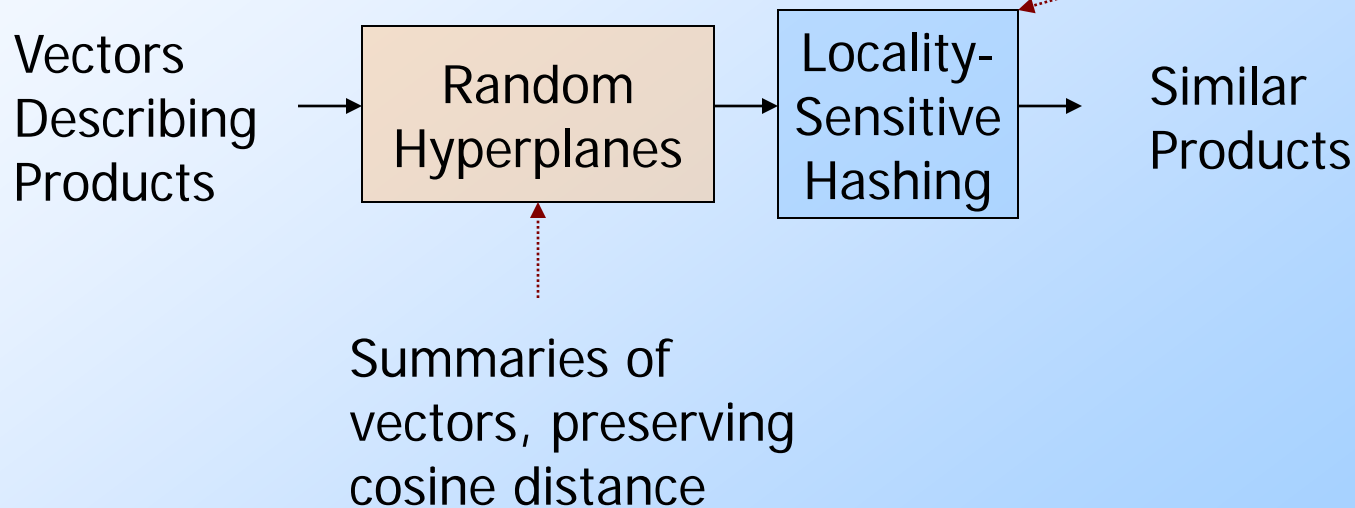 Vectors
Describing
Products
Random
Hyperplanes
Locality-
Sensitive
Hashing
Similar
Products
Summaries of
vectors, preserving
cosine distance